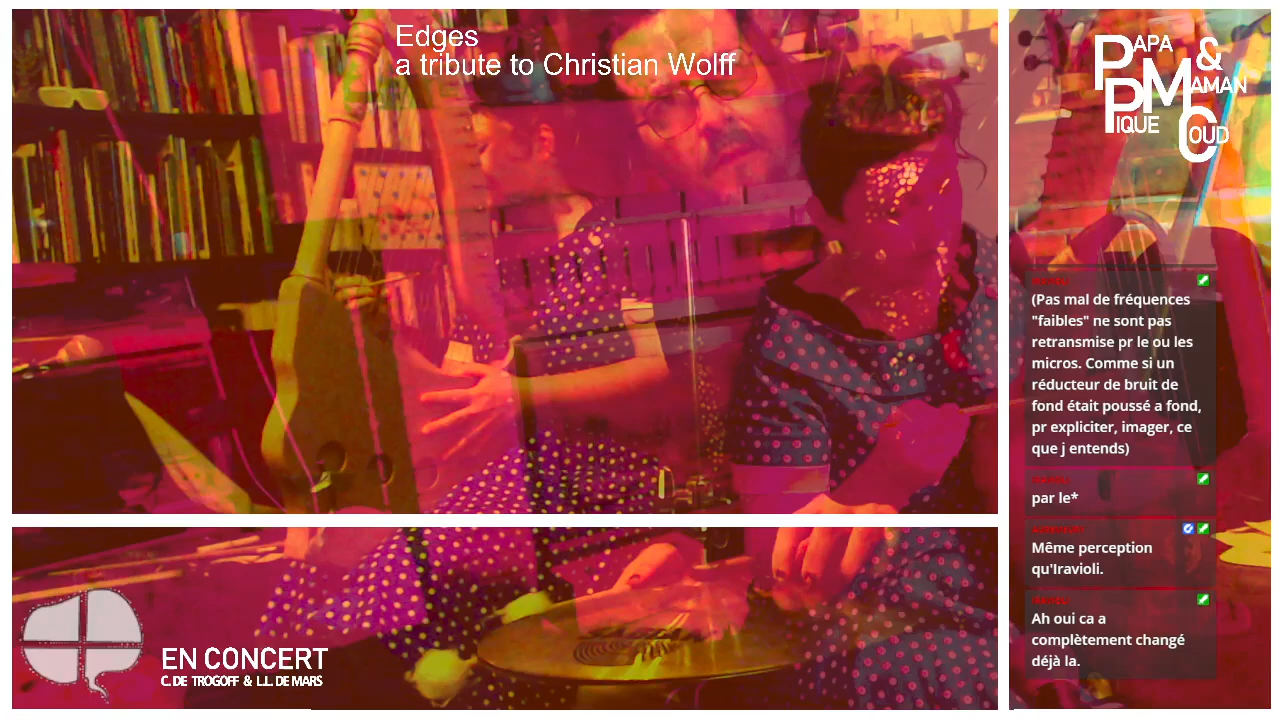 Edges
a tribute to Christian Wolff
PAPA &
MAMAN
PIQUE
COUD
(Pas mal de fréquences
"faibles" ne sont pas
retransmise pr le ou les
micros. Comme si un
réducteur de bruit de
fond était poussé a fond,
pr expliciter, imager, ce
que j entends)
par le*
Même perception
qu'Iravioli.
Ah oui ca a
complètement changé
déjà la.
EN CONCERT
C. DE TROGOFF & L.L. DE MARS